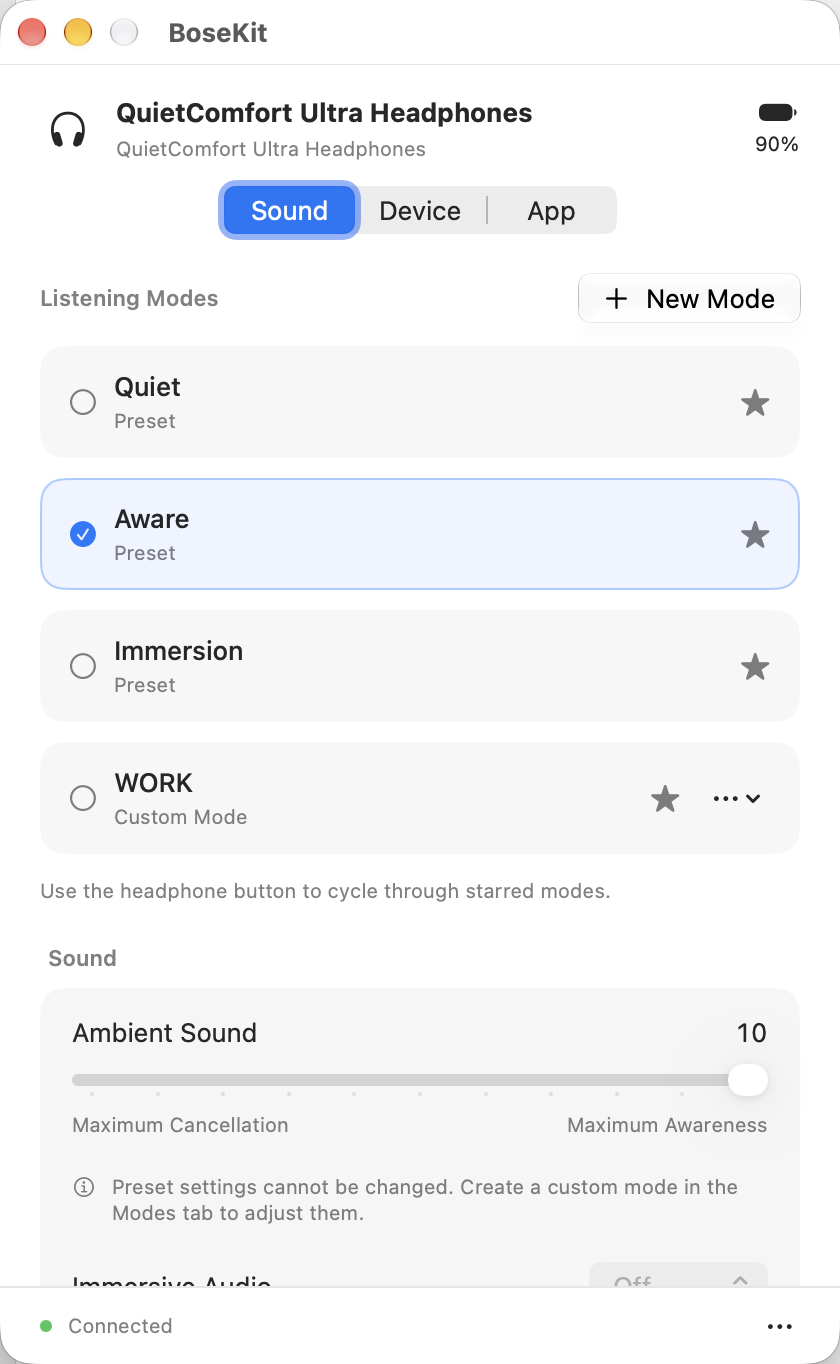 BoseKit
QuietComfort Ultra Headphones
QuietComfort Ultra Headphones
90%
Sound
Device
App
Listening Modes
+ New Mode
Quiet
Preset
Aware
Preset
Immersion
Preset
WORK
Custom Mode
Use the headphone button to cycle through starred modes.
Sound
Ambient Sound
10
Maximum Cancellation
Maximum Awareness
Preset settings cannot be changed. Create a custom mode in the
Modes tab to adjust them.
Immersive Audio
Off
Connected